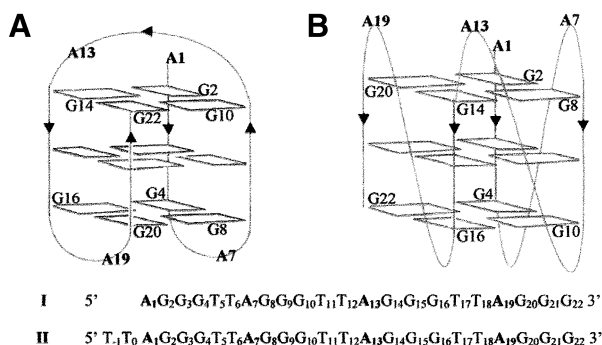 A
B
A13
A1
G2
G14
G22
G10
G16
G4
G20
G8
A19
A7
A19
A13
A7
A1
G2
G20
G14
G8
G22
G4
G16
G10
I 5' A₁G₂G₃G₄T₅T₆A₇G₈G₉G₁₀T₁₁T₁₂A₁₃G₁₄G₁₅G₁₆T₁₇T₁₈A₁₉G₂₀G₂₁G₂₂ 3'
II 5' T₋₁T₀ A₁G₂G₃G₄T₅T₆A₇G₈G₉G₁₀T₁₁T₁₂A₁₃G₁₄G₁₅G₁₆T₁₇T₁₈A₁₉G₂₀G₂₁G₂₂ 3'